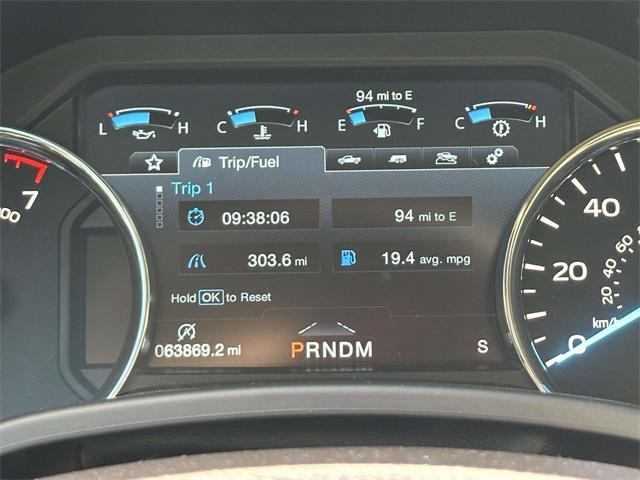 94 mi to E
L H C H E F C H
Trip/Fuel
Trip 1
09:38:06 94 mi to E
303.6 mi 19.4 avg. mpg
Hold OK to Reset
063869.2 mi PRNDM S
7
40
20
0
60
40
20
km/h